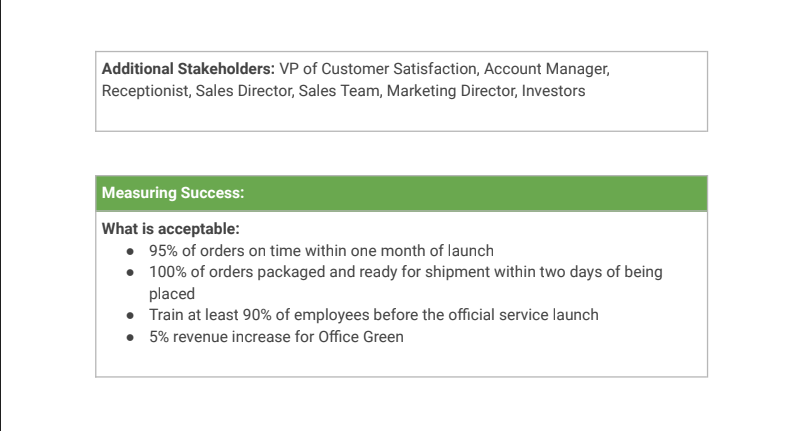 Additional Stakeholders: VP of Customer Satisfaction, Account Manager,
Receptionist, Sales Director, Sales Team, Marketing Director, Investors
Measuring Success:
What is acceptable:
● 95% of orders on time within one month of launch
● 100% of orders packaged and ready for shipment within two days of being
placed
● Train at least 90% of employees before the official service launch
● 5% revenue increase for Office Green